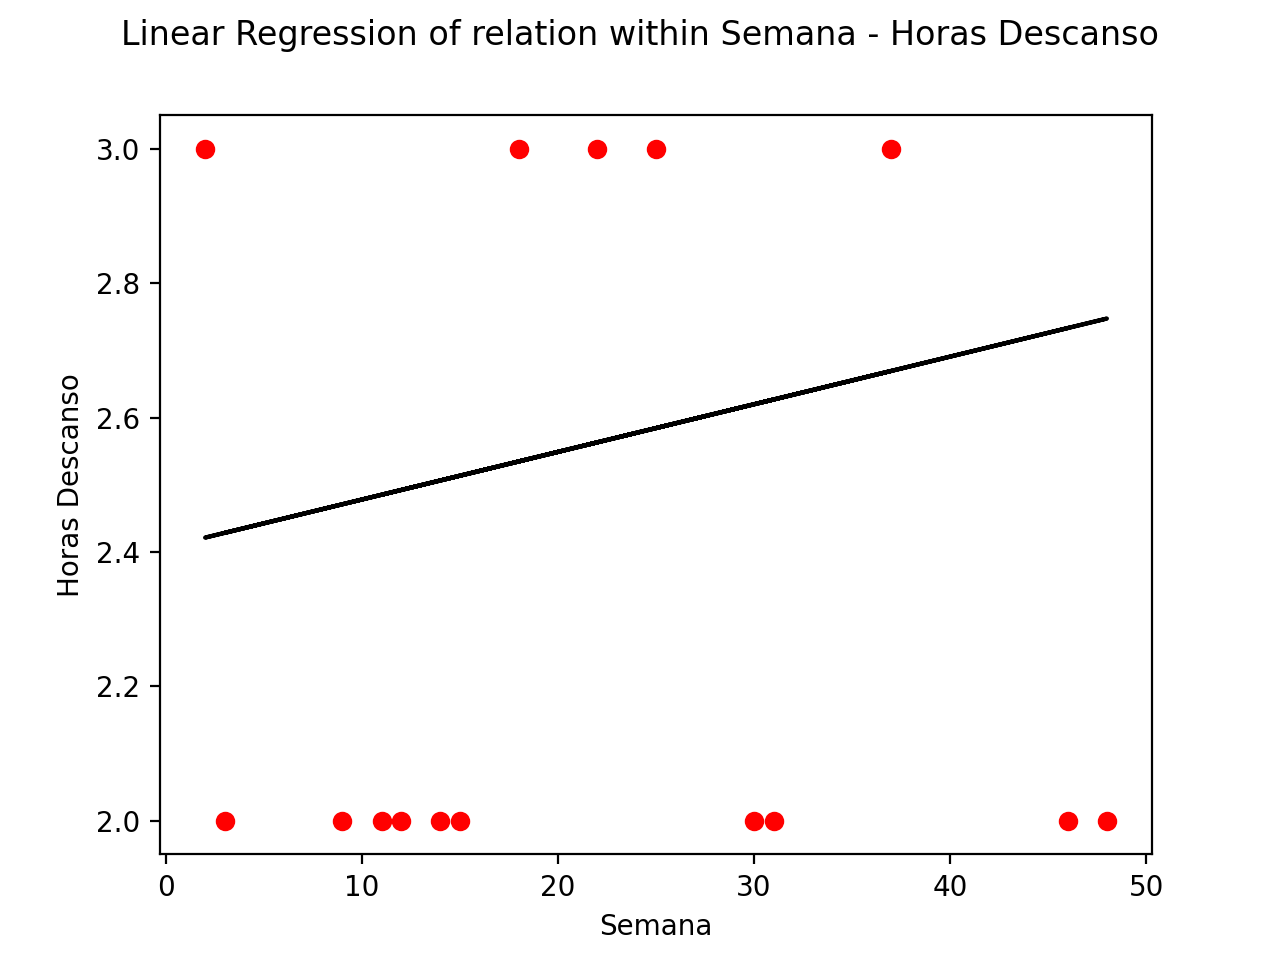 Linear Regression of relation within Semana - Horas Descanso
3.0
2.8
2.6
2.4
2.2
2.0
Horas Descanso
0 10 20 30 40 50
Semana